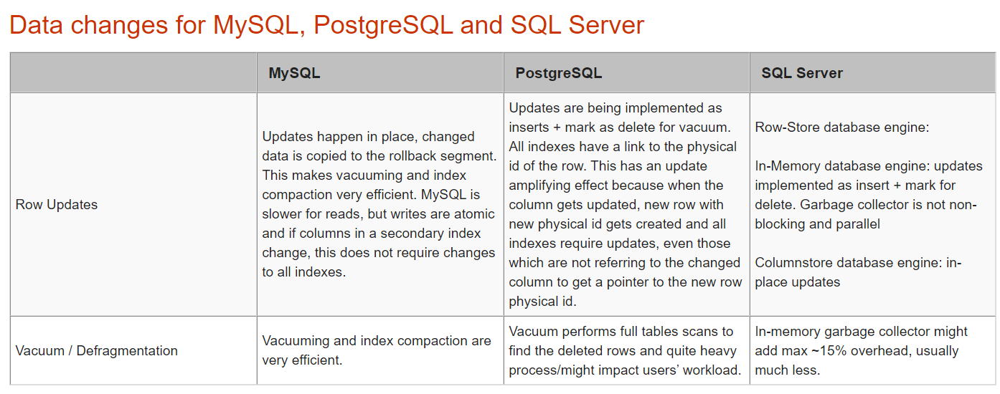 Data changes for MySQL, PostgreSQL and SQL Server
MySQL
PostgreSQL
SQL Server
Row Updates
Updates happen in place, changed
data is copied to the rollback segment.
This makes vacuuming and index
compaction very efficient. MySQL is
slower for reads, but writes are atomic
and if columns in a secondary index
change, this does not require changes
to all indexes.
Updates are being implemented as
inserts + mark as delete for vacuum.
All indexes have a link to the physical
id of the row. This has an update
amplifying effect because when the
column gets updated, new row with
new physical id gets created and all
indexes require updates, even those
which are not referring to the changed
column to get a pointer to the new row
physical id.
Row-Store database engine:
In-Memory database engine: updates
implemented as insert + mark for
delete. Garbage collector is not non-
blocking and parallel
Columnstore database engine: in-
place updates
Vacuum / Defragmentation
Vacuuming and index compaction are
very efficient.
Vacuum performs full tables scans to
find the deleted rows and quite heavy
process/might impact users’ workload.
In-memory garbage collector might
add max ~15% overhead, usually
much less.